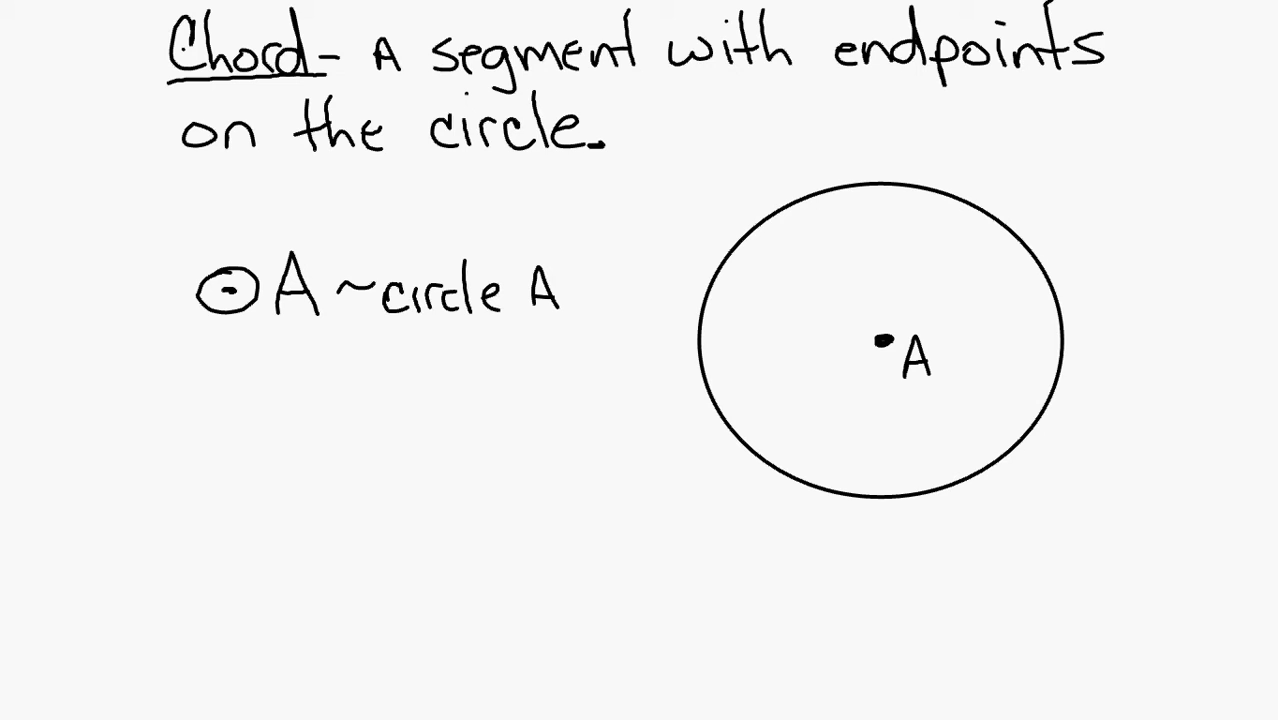 Chord- A segment with endpoints
on the circle.
⊙ A ~circle A
A